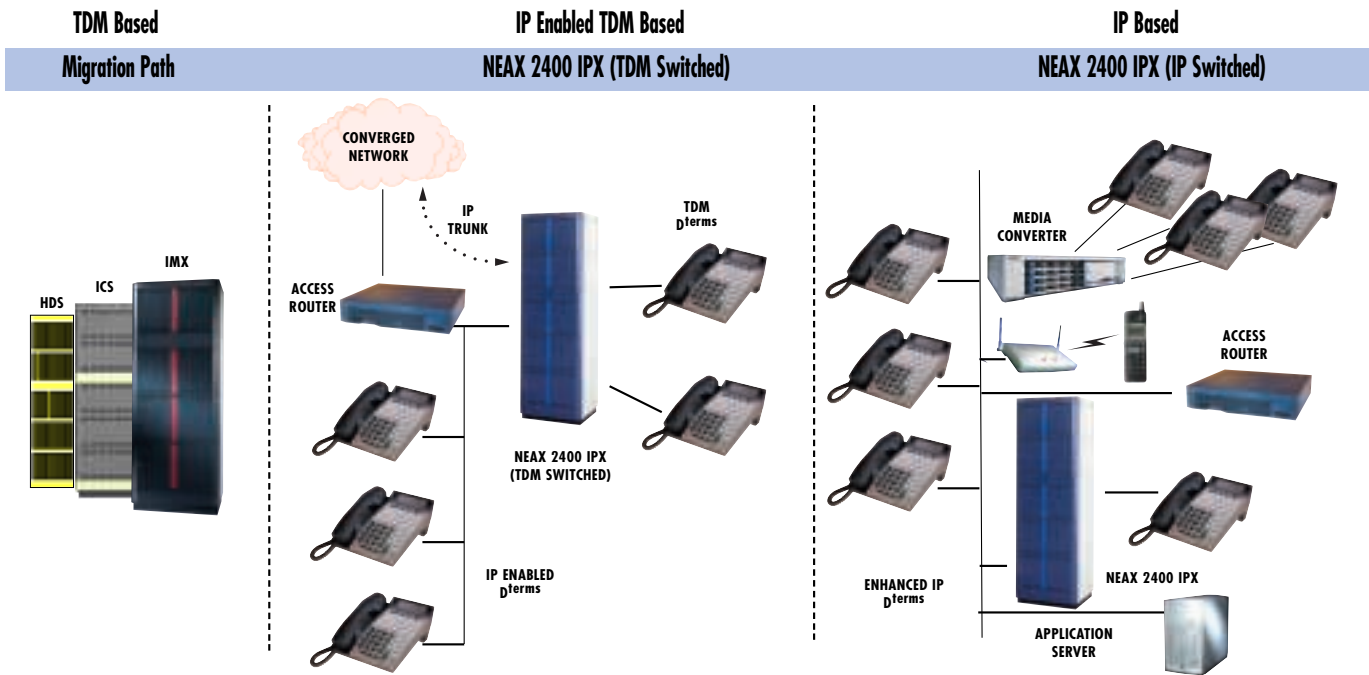 TDM Based
IP Enabled TDM Based
IP Based
Migration Path
NEAX 2400 IPX (TDM Switched)
NEAX 2400 IPX (IP Switched)
HDS
ICS
IMX
CONVERGED
NETWORK
IP
TRUNK
ACCESS
ROUTER
TDM
Dterms
NEAX 2400 IPX
(TDM SWITCHED)
IP ENABLED
Dterms
MEDIA
CONVERTER
ACCESS
ROUTER
ENHANCED IP
Dterms
NEAX 2400 IPX
APPLICATION
SERVER